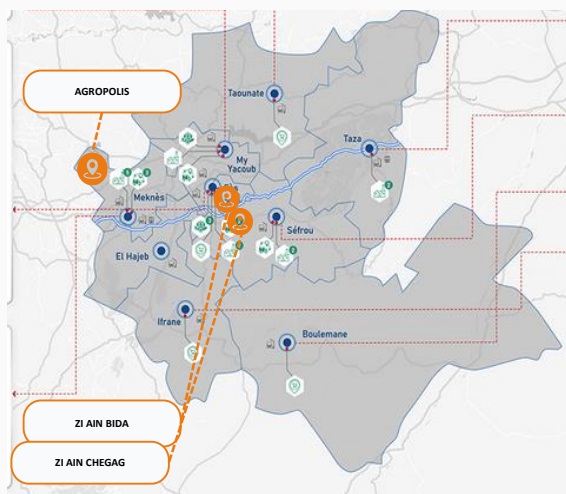 AGROPOLIS
Taounate
Taza
My
Yacoub
Meknès
Séfrou
El Hajeb
Ifrane
Boulemane
ZI AIN BIDA
ZI AIN CHEGAG